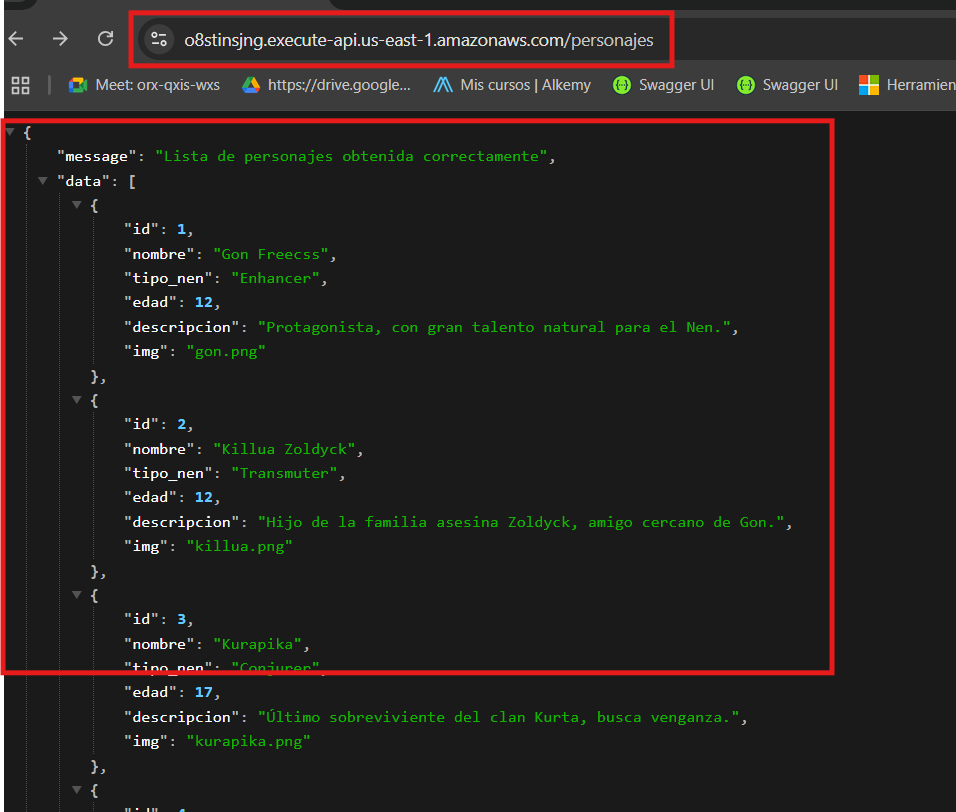 o8stinsjng.execute-api.us-east-1.amazonaws.com/personajes
Meet: orx-qxis-wxs https://drive.google... Mis cursos | Alkemy Swagger UI Swagger UI Herramien
{
"message": "Lista de personajes obtenida correctamente",
"data": [
{
"id": 1,
"nombre": "Gon Freecss",
"tipo_nen": "Enhancer",
"edad": 12,
"descripcion": "Protagonista, con gran talento natural para el Nen.",
"img": "gon.png"
},
{
"id": 2,
"nombre": "Killua Zoldyck",
"tipo_nen": "Transmuter",
"edad": 12,
"descripcion": "Hijo de la familia asesina Zoldyck, amigo cercano de Gon.",
"img": "killua.png"
},
{
"id": 3,
"nombre": "Kurapika",
"tipo_nen": "Conjurer",
"edad": 17,
"descripcion": "Último sobreviviente del clan Kurta, busca venganza.",
"img": "kurapika.png"
},
{